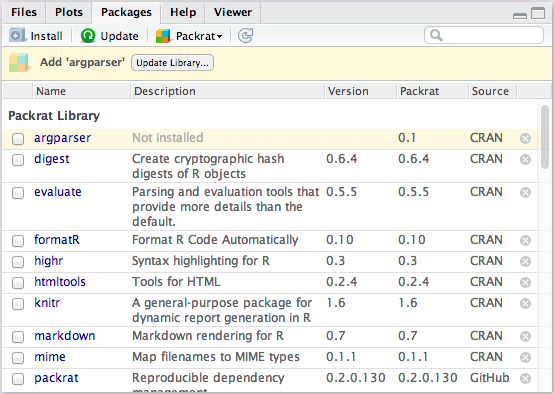 Files Plots Packages Help Viewer
Install Update Packrat
Add 'argparser' Update Library...
Name Description Version Packrat Source
Packrat Library
argparser Not installed 0.1 CRAN
digest Create cryptographic hash 0.6.4 0.6.4 CRAN
digests of R objects
evaluate Parsing and evaluation tools that 0.5.5 0.5.5 CRAN
provide more details than the
default.
formatR Format R Code Automatically 0.10 0.10 CRAN
highr Syntax highlighting for R 0.3 0.3 CRAN
htmltools Tools for HTML 0.2.4 0.2.4 CRAN
knitr A general-purpose package for 1.6 1.6 CRAN
dynamic report generation in R
markdown Markdown rendering for R 0.7 0.7 CRAN
mime Map filenames to MIME types 0.1.1 0.1.1 CRAN
packrat Reproducible dependency 0.2.0.130 0.2.0.130 GitHub